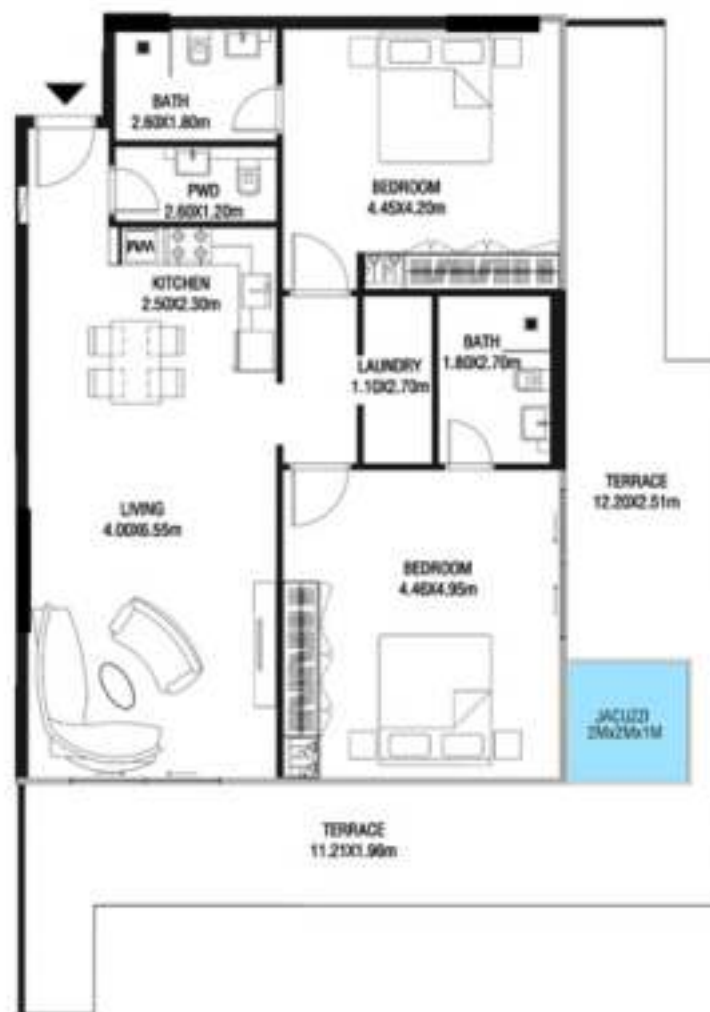 BATH
2.60X1.80m
PWD
2.60X1.20m
BEDROOM
4.45X4.20m
WM
KITCHEN
2.50X2.30m
BATH
1.80X2.70m
LAUNDRY
1.10X2.70m
TERRACE
12.20X2.51m
LIVING
4.00X6.55m
BEDROOM
4.46X4.95m
JACUZZI
2Mx2Mx1M
TERRACE
11.21X1.96m